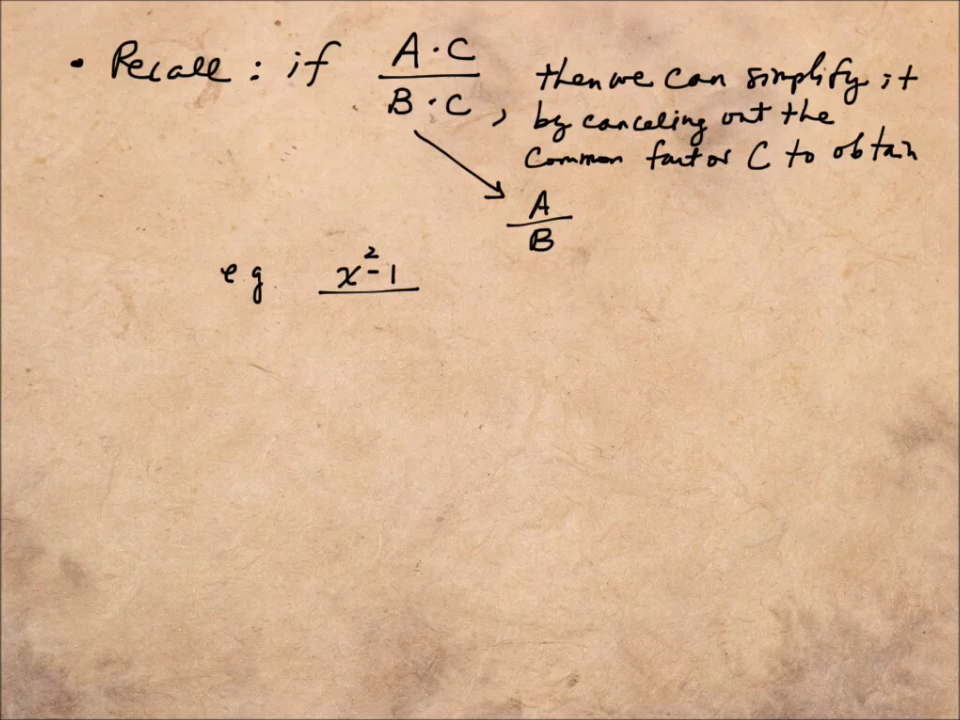 • Recall : if A·C / B·C , then we can simplify it
by canceling out the
common factor C to obtain
A / B
eg x²-1